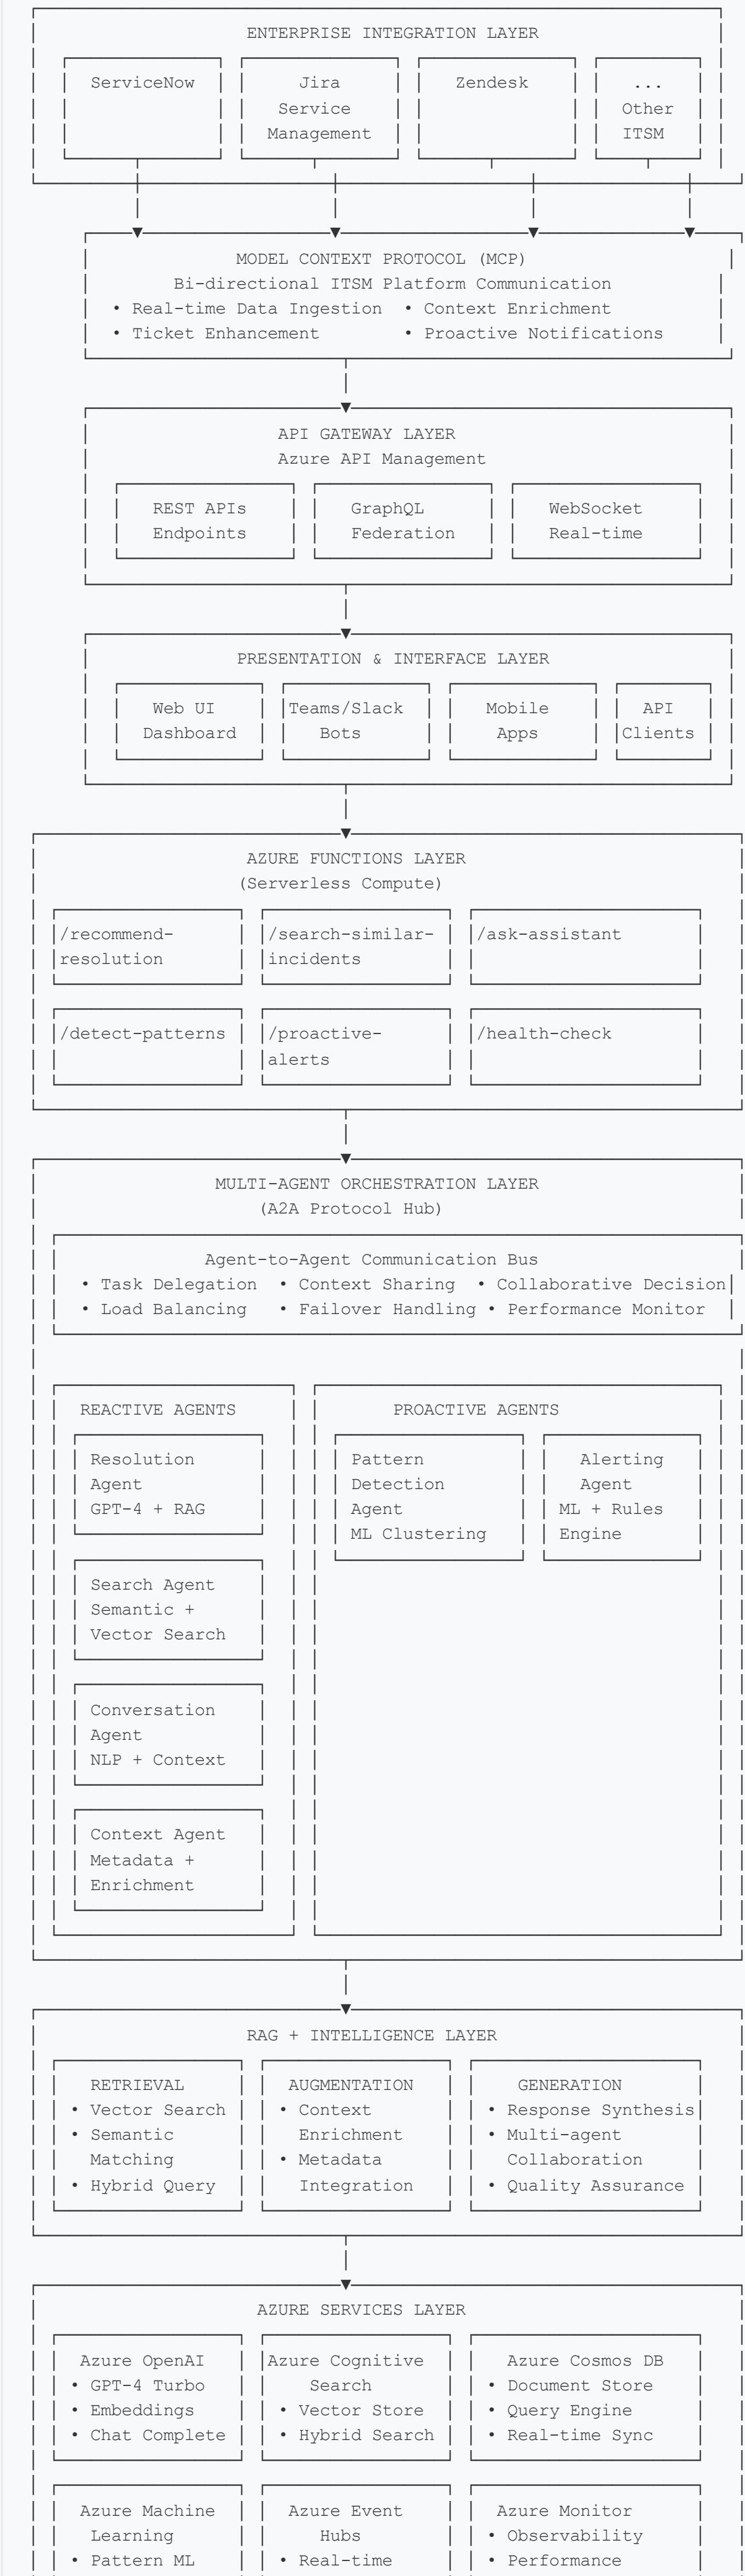 ENTERPRISE INTEGRATION LAYER
ServiceNow Jira Zendesk ...
Service Other
Management ITSM
MODEL CONTEXT PROTOCOL (MCP)
Bi-directional ITSM Platform Communication
• Real-time Data Ingestion • Context Enrichment
• Ticket Enhancement • Proactive Notifications
API GATEWAY LAYER
Azure API Management
REST APIs GraphQL WebSocket
Endpoints Federation Real-time
PRESENTATION & INTERFACE LAYER
Web UI Teams/Slack Mobile API
Dashboard Bots Apps Clients
AZURE FUNCTIONS LAYER
(Serverless Compute)
/recommend- /search-similar- /ask-assistant
resolution incidents
/detect-patterns /proactive- /health-check
alerts
MULTI-AGENT ORCHESTRATION LAYER
(A2A Protocol Hub)
Agent-to-Agent Communication Bus
• Task Delegation • Context Sharing • Collaborative Decision
• Load Balancing • Failover Handling • Performance Monitor
REACTIVE AGENTS PROACTIVE AGENTS
Resolution Pattern Alerting
Agent Detection Agent
GPT-4 + RAG Agent ML + Rules
ML Clustering Engine
Search Agent
Semantic +
Vector Search
Conversation
Agent
NLP + Context
Context Agent
Metadata +
Enrichment
RAG + INTELLIGENCE LAYER
RETRIEVAL AUGMENTATION GENERATION
• Vector Search • Context • Response Synthesis
• Semantic Enrichment • Multi-agent
Matching • Metadata Collaboration
• Hybrid Query Integration • Quality Assurance
AZURE SERVICES LAYER
Azure OpenAI Azure Cognitive Azure Cosmos DB
• GPT-4 Turbo Search • Document Store
• Embeddings • Vector Store • Query Engine
• Chat Complete • Hybrid Search • Real-time Sync
Azure Machine Azure Event Azure Monitor
Learning Hubs • Observability
• Pattern ML • Real-time • Performance